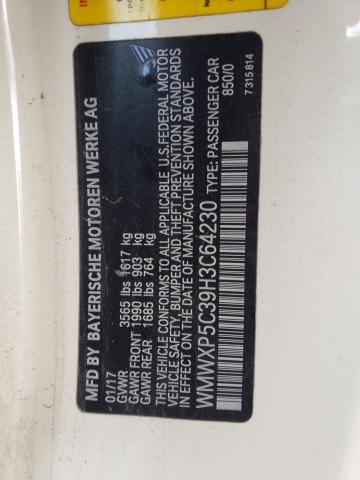 MFD BY BAYERISCHE MOTOREN WERKE AG
01/17
GVWR 3565 lbs 1617 kg
GAWR FRONT 1990 lbs 903 kg
GAWR REAR 1685 lbs 764 kg
THIS VEHICLE CONFORMS TO ALL APPLICABLE U.S. FEDERAL MOTOR
VEHICLE SAFETY, BUMPER AND THEFT PREVENTION STANDARDS
IN EFFECT ON THE DATE OF MANUFACTURE SHOWN ABOVE.
WMWXP5C39H3C64230 TYPE: PASSENGER CAR
850/0
7 315 814